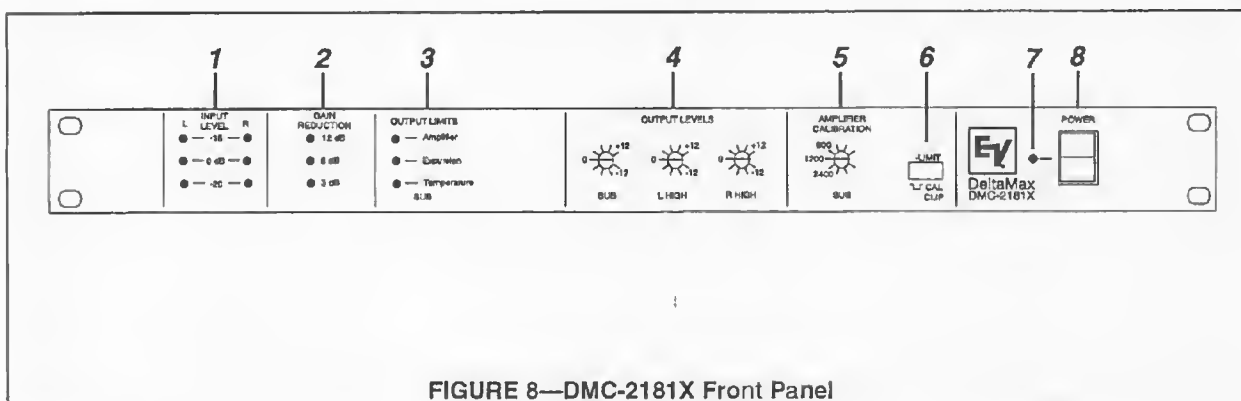 1 2 3 4 5 6 7 8
INPUT LEVEL
L R
GAIN REDUCTION
OUTPUT LIMITS
OUTPUT LEVELS
AMPLIFIER CALIBRATION
POWER
0 dB
-20
12 dB
6 dB
3 dB
Amplifier
Expansion
Temperature
SUB
+12
0
-12
SUB
+12
0
-12
L HIGH
+12
0
-12
R HIGH
600
1200
2400
SUB
LIMIT
CAL
CLIP
EV
DeltaMax
DMC-2181X
FIGURE 8—DMC-2181X Front Panel